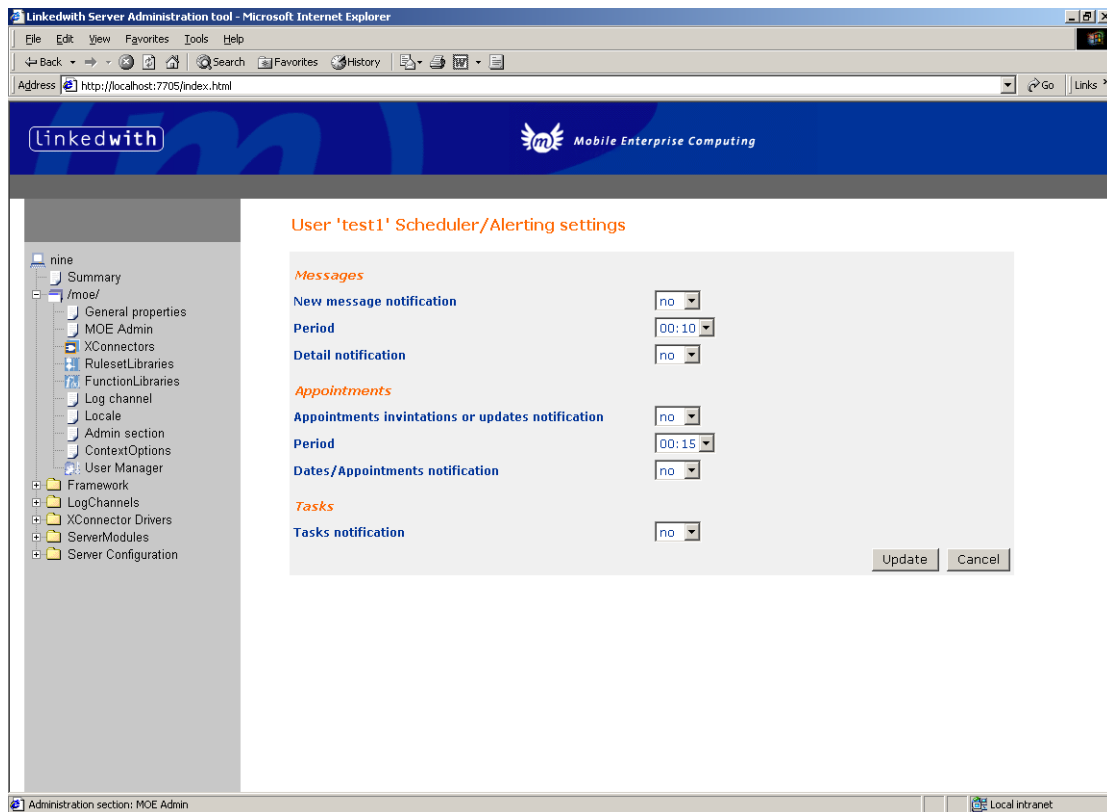 Linkedwith Server Administration tool - Microsoft Internet Explorer
File Edit View Favorites Tools Help
Back Search Favorites History
Address http://localhost:7705/index.html Go Links
linkedwith
m Mobile Enterprise Computing
User 'test1' Scheduler/Alerting settings
nine
Summary
/moe/
General properties
MOE Admin
XConnectors
RulesetLibraries
FunctionLibraries
Log channel
Locale
Admin section
ContextOptions
User Manager
Framework
LogChannels
XConnector Drivers
ServerModules
Server Configuration
Messages
New message notification no
Period 00:10
Detail notification no
Appointments
Appointments invintations or updates notification no
Period 00:15
Dates/Appointments notification no
Tasks
Tasks notification no
Update Cancel
Administration section: MOE Admin Local intranet